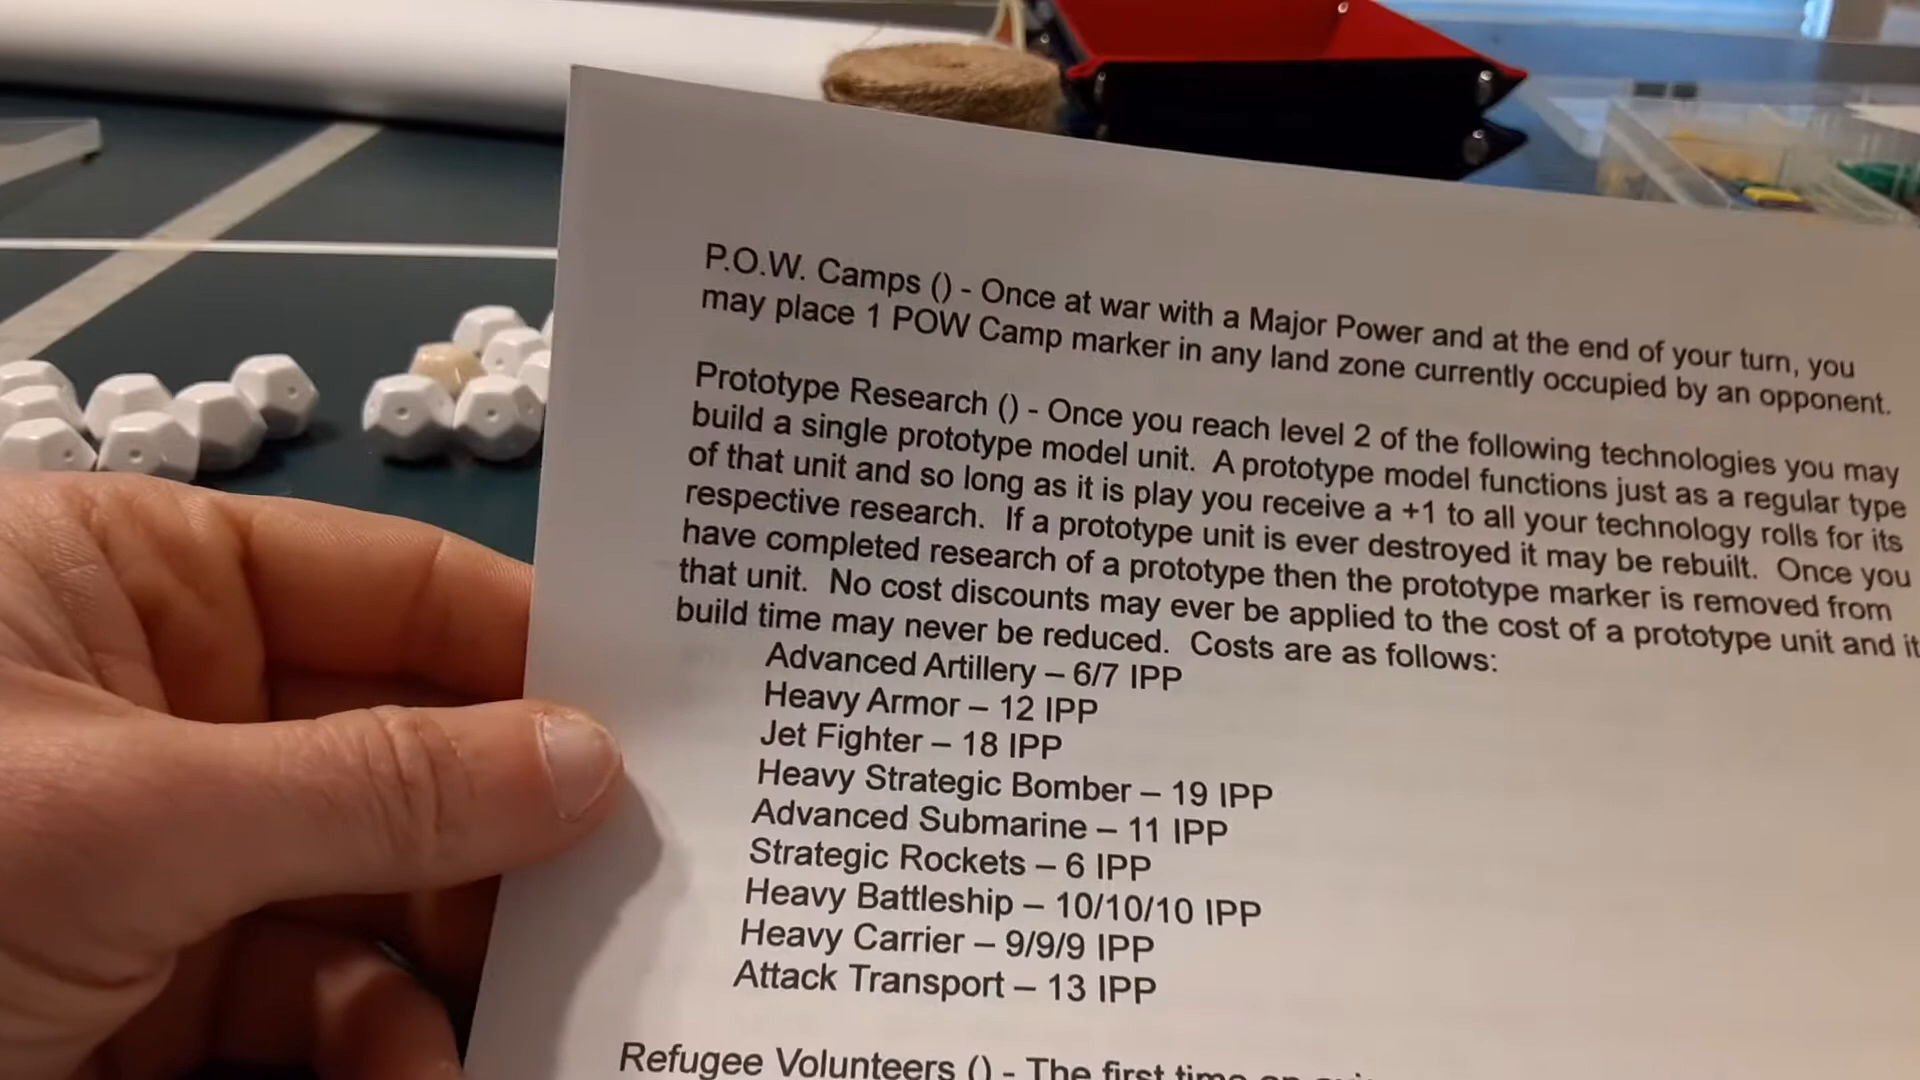 P.O.W. Camps () - Once at war with a Major Power and at the end of your turn, you
may place 1 POW Camp marker in any land zone currently occupied by an opponent.
Prototype Research () - Once you reach level 2 of the following technologies you may
build a single prototype model unit. A prototype model functions just as a regular type
of that unit and so long as it is play you receive a +1 to all your technology rolls for its
respective research. If a prototype unit is ever destroyed it may be rebuilt. Once you
have completed research of a prototype then the prototype marker is removed from
that unit. No cost discounts may ever be applied to the cost of a prototype unit and it
build time may never be reduced. Costs are as follows:
Advanced Artillery – 6/7 IPP
Heavy Armor – 12 IPP
Jet Fighter – 18 IPP
Heavy Strategic Bomber – 19 IPP
Advanced Submarine – 11 IPP
Strategic Rockets – 6 IPP
Heavy Battleship – 10/10/10 IPP
Heavy Carrier – 9/9/9 IPP
Attack Transport – 13 IPP
Refugee Volunteers () - The first time an